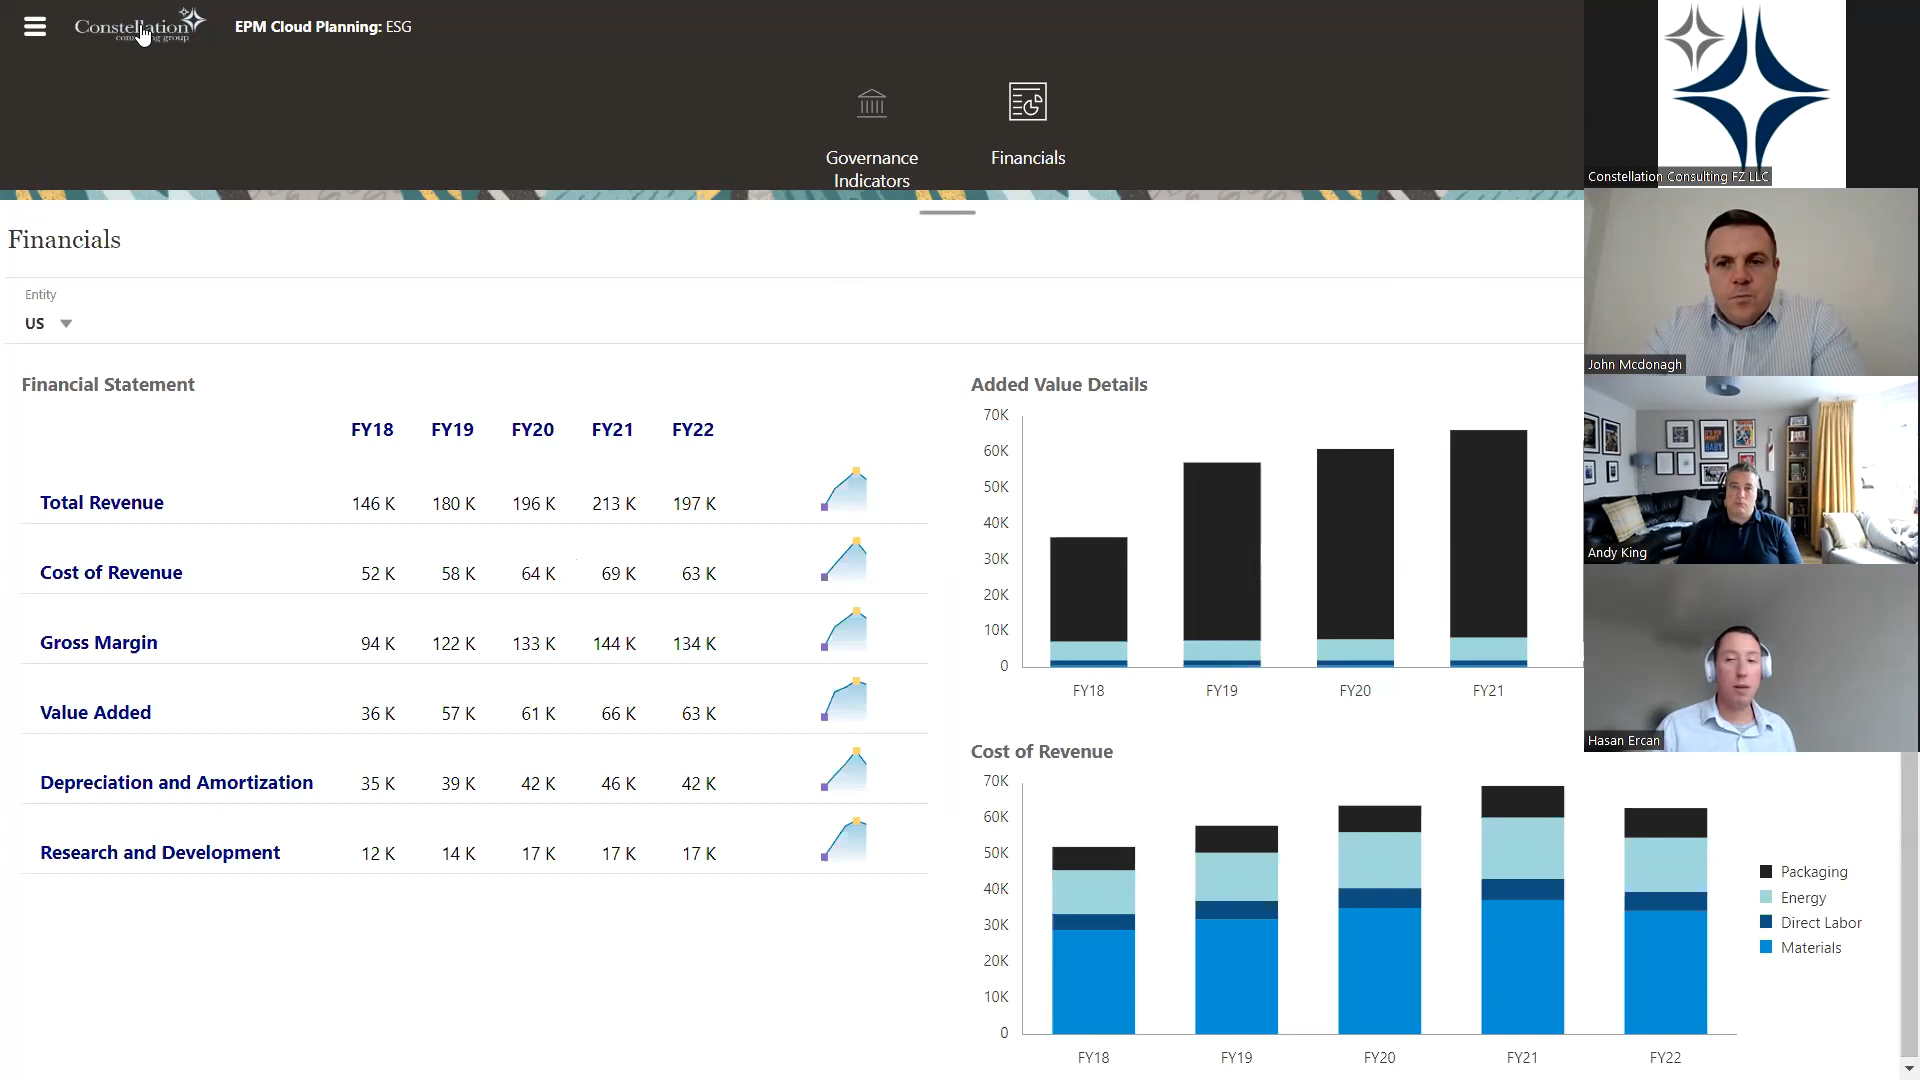 Constellation
EPM Cloud Planning: ESG
Governance
Indicators
Financials
Constellation Consulting FZ LLC
John Mcdonagh
Andy King
Hasan Ercan
Financials
Entity
US
Financial Statement
FY18 FY19 FY20 FY21 FY22
Total Revenue 146 K 180 K 196 K 213 K 197 K
Cost of Revenue 52 K 58 K 64 K 69 K 63 K
Gross Margin 94 K 122 K 133 K 144 K 134 K
Value Added 36 K 57 K 61 K 66 K 63 K
Depreciation and Amortization 35 K 39 K 42 K 46 K 42 K
Research and Development 12 K 14 K 17 K 17 K 17 K
Added Value Details
70K
60K
50K
40K
30K
20K
10K
0
FY18 FY19 FY20 FY21
Cost of Revenue
70K
60K
50K
40K
30K
20K
10K
0
FY18 FY19 FY20 FY21 FY22
Packaging
Energy
Direct Labor
Materials